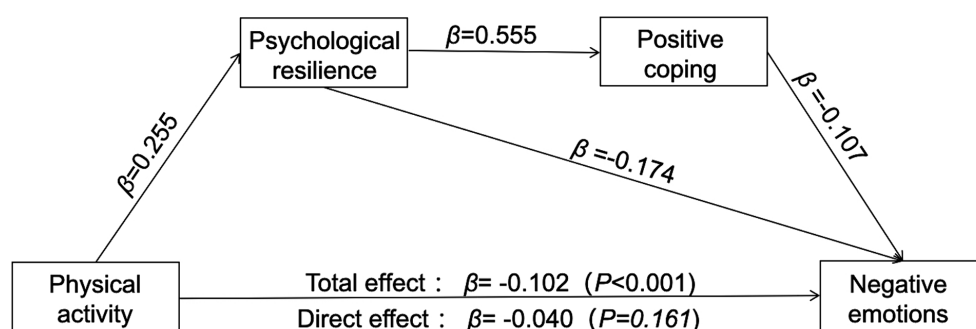 Psychological
resilience
β=0.555
Positive
coping
β=0.255
β =-0.174
β =-0.107
Physical
activity
Total effect : β= -0.102 (P<0.001)
Direct effect : β= -0.040 (P=0.161)
Negative
emotions